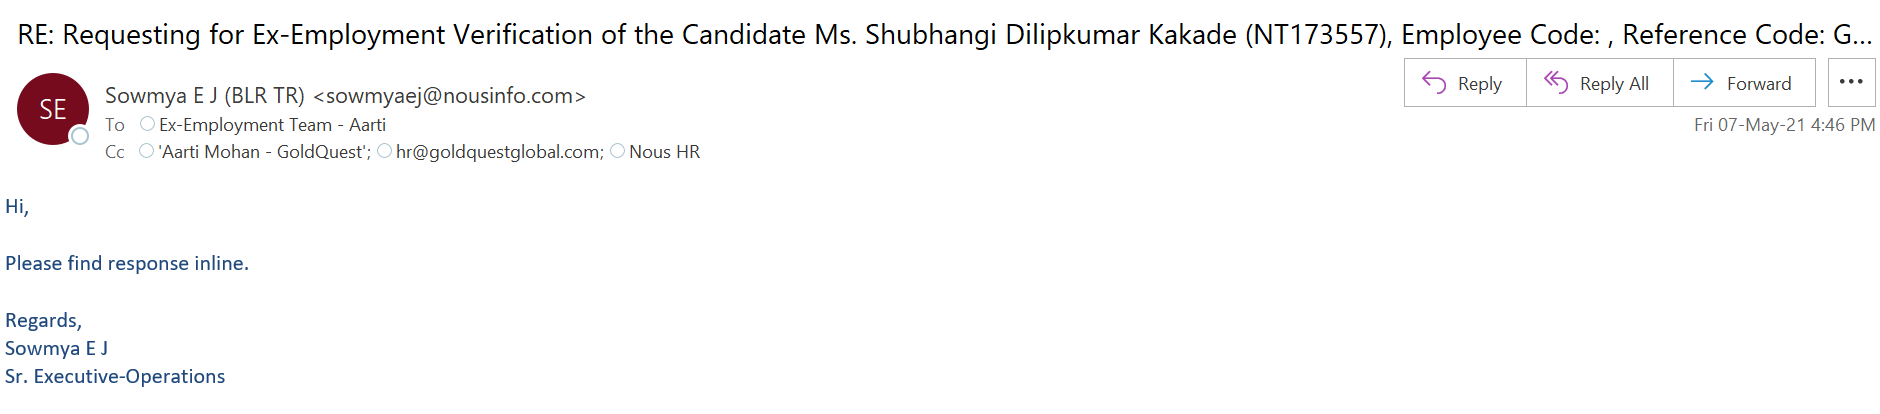 RE: Requesting for Ex-Employment Verification of the Candidate Ms. Shubhangi Dilipkumar Kakade (NT173557), Employee Code: , Reference Code: G...
SE
Sowmya E J (BLR TR) <sowmyaej@nousinfo.com>
Reply
Reply All
Forward
...
To Ex-Employment Team - Aarti
Fri 07-May-21 4:46 PM
Cc 'Aarti Mohan - GoldQuest'; hr@goldquestglobal.com; Nous HR
Hi,
Please find response inline.
Regards,
Sowmya E J
Sr. Executive-Operations